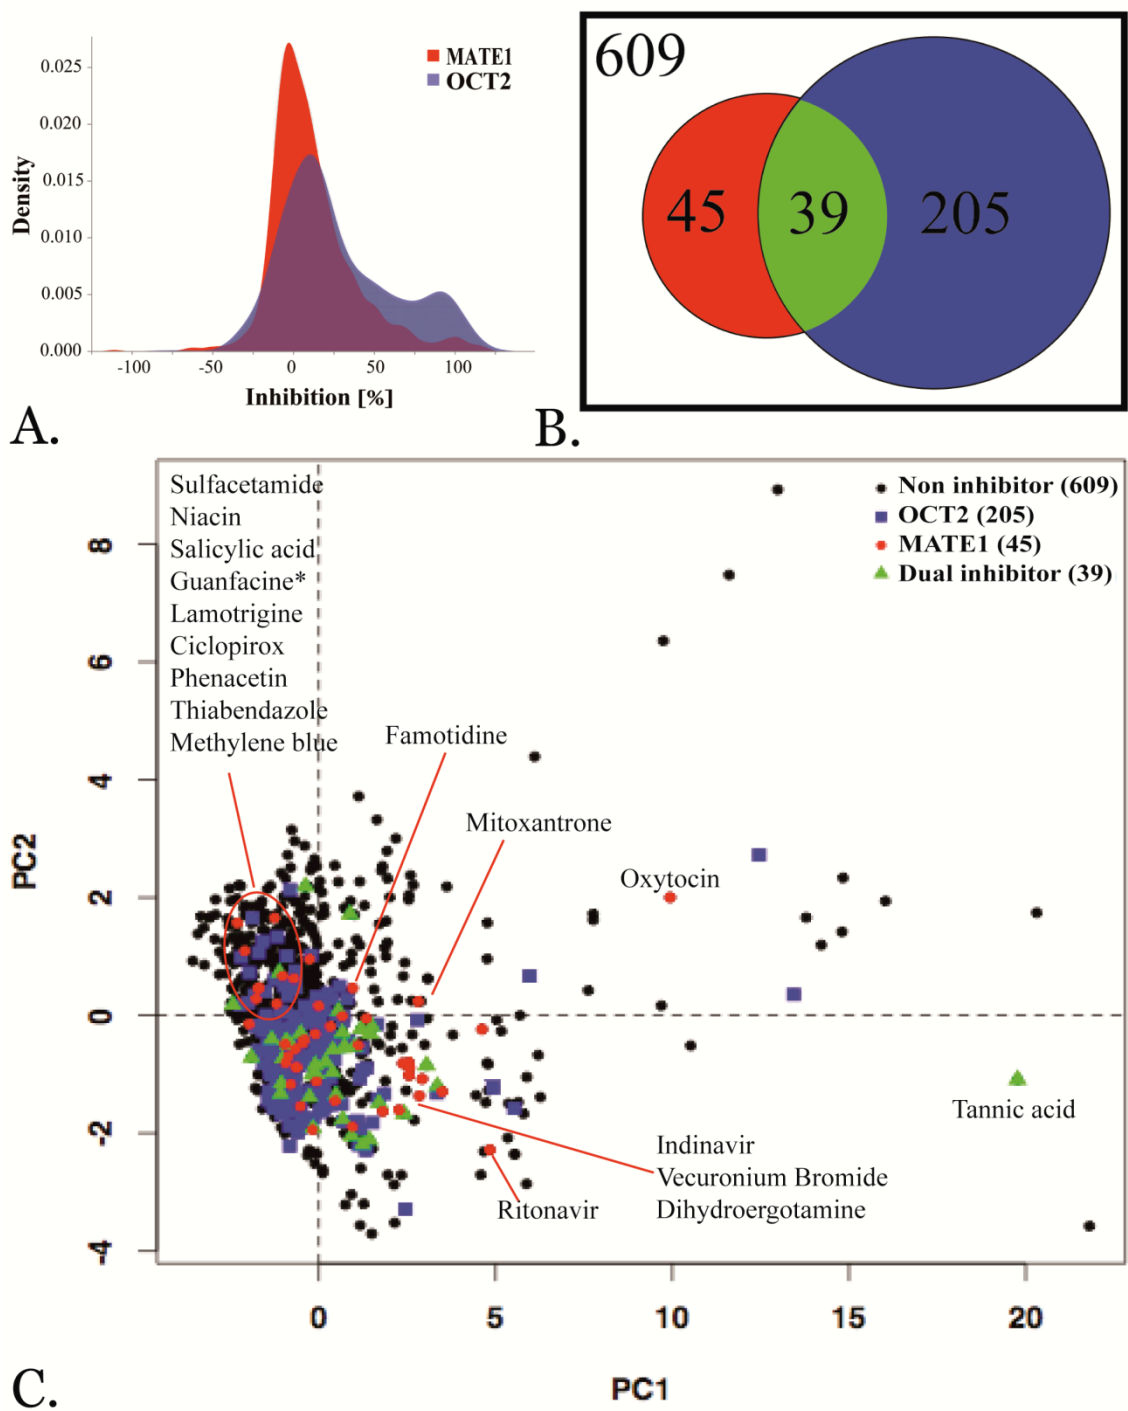 MATE1
OCT2
0.025
0.020
0.015
0.010
0.005
0.000
Density
-100
-50
0
50
100
Inhibition [%]
A.
609
45
39
205
B.
Sulfacetamide
Niacin
Salicylic acid
Guanfacine*
Lamotrigine
Ciclopirox
Phenacetin
Thiabendazole
Methylene blue
Non inhibitor (609)
OCT2 (205)
MATE1 (45)
Dual inhibitor (39)
Famotidine
Mitoxantrone
Oxytocin
Tannic acid
Indinavir
Vecuronium Bromide
Dihydroergotamine
Ritonavir
8
6
4
2
0
-2
-4
PC2
0
5
10
15
20
PC1
C.